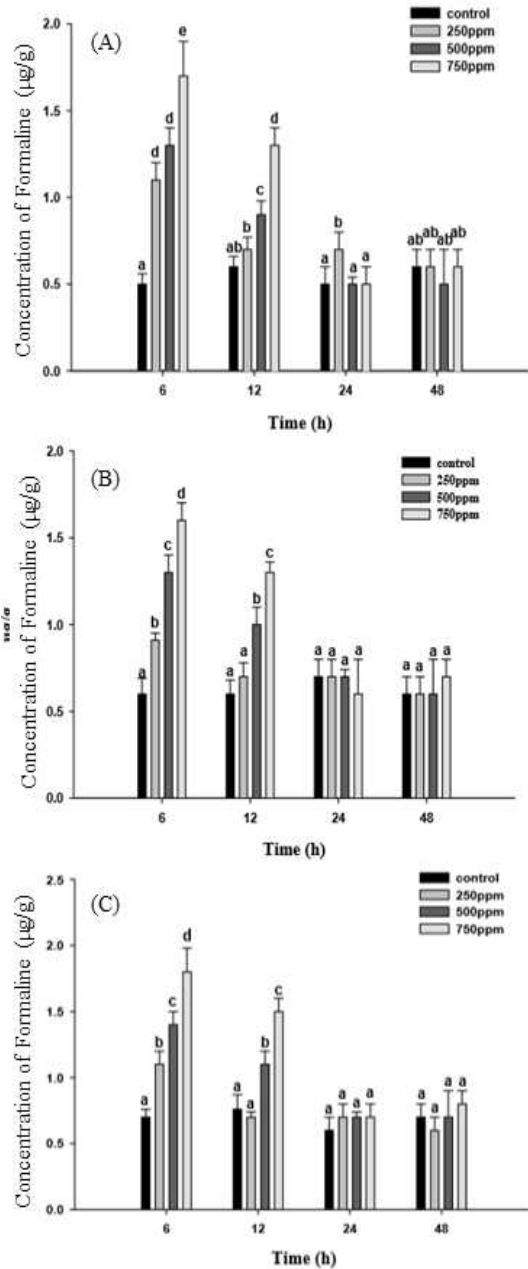 (A)
control
250ppm
500ppm
750ppm
Concentration of Formaline (µg/g)
2.0
1.5
1.0
0.5
0.0
a d d e
ab b c d
a b a a
ab ab ab ab
6 12 24 48
Time (h)
(B)
control
250ppm
500ppm
750ppm
Concentration of Formaline (µg/g)
2.0
1.5
1.0
0.5
0.0
a b c d
a a b c
a a a a
a a a a
6 12 24 48
Time (h)
(C)
control
250ppm
500ppm
750ppm
Concentration of Formaline (µg/g)
2.5
2.0
1.5
1.0
0.5
0.0
a b c d
a a b c
a a a a
a a a a
6 12 24 48
Time (h)